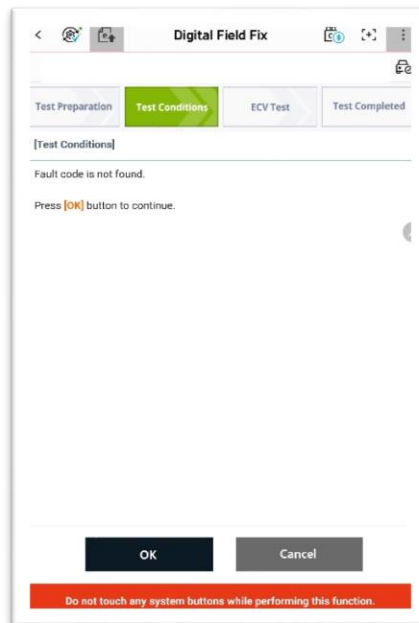 Digital Field Fix
Test Preparation
Test Conditions
ECV Test
Test Completed
[Test Conditions]
Fault code is not found.
Press [OK] button to continue.
OK
Cancel
Do not touch any system buttons while performing this function.